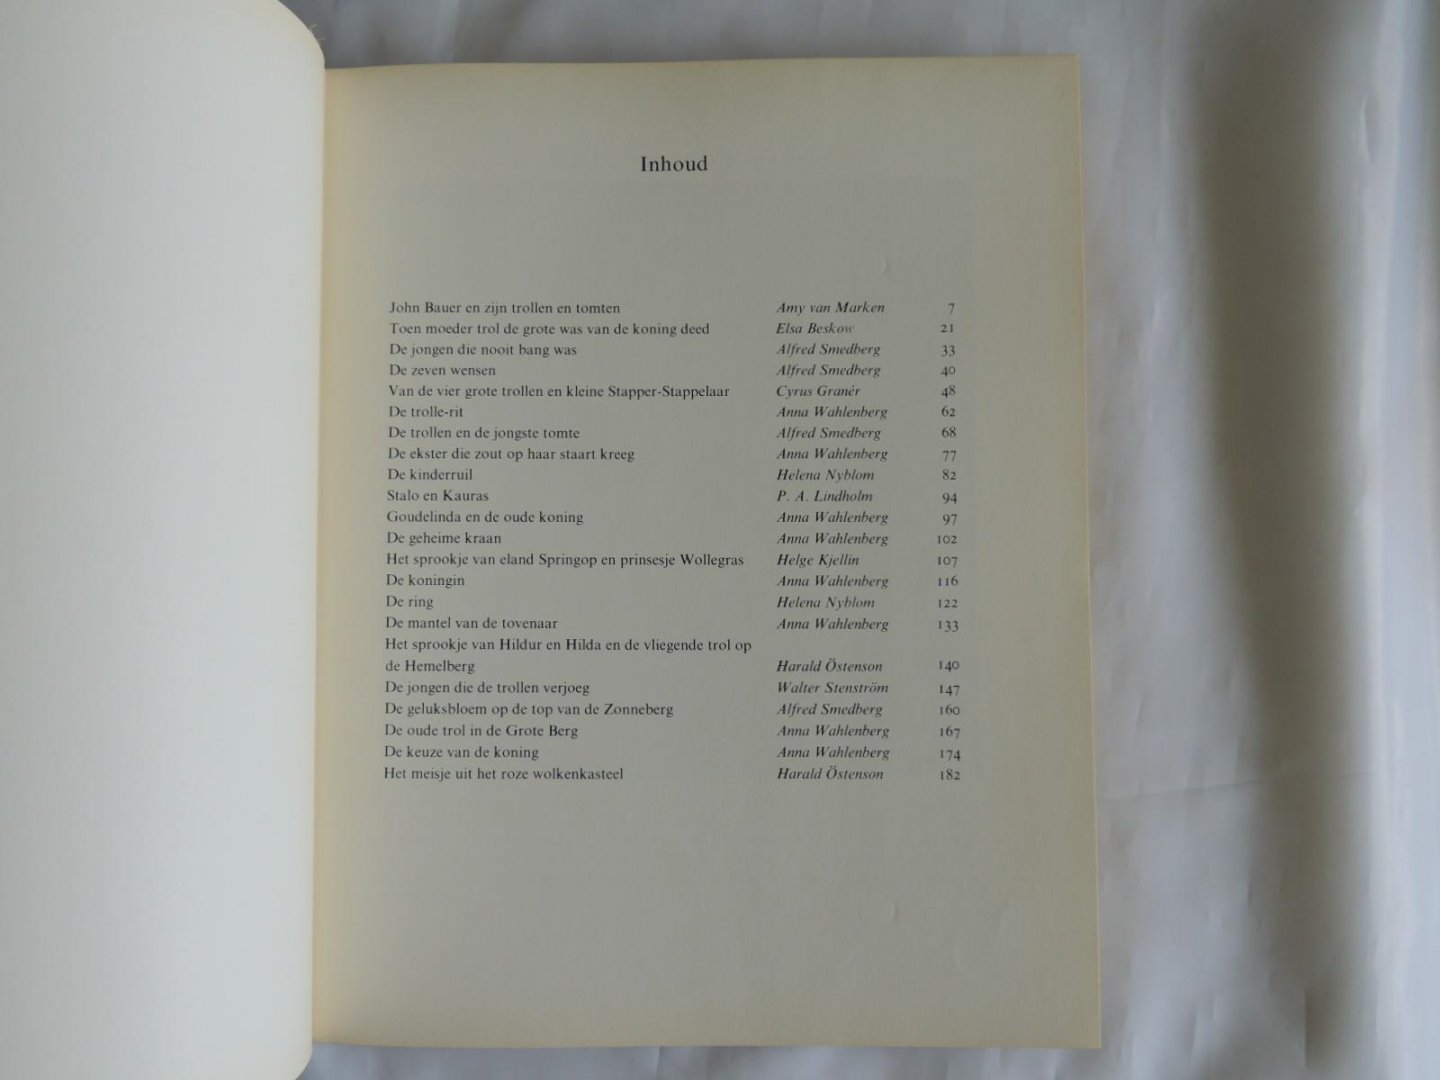 Inhoud
John Bauer en zijn trollen en tomten Amy van Marken 7
Toen moeder trol de grote was van de koning deed Elsa Beskow 21
De jongen die nooit bang was Alfred Smedberg 33
De zeven wensen Alfred Smedberg 40
Van de vier grote trollen en kleine Stapper-Stappelaar Cyrus Granér 48
De trolle-rit Anna Wahlenberg 62
De trollen en de jongste tomte Alfred Smedberg 68
De ekster die zout op haar staart kreeg Anna Wahlenberg 77
De kinderruil Helena Nyblom 82
Stalo en Kauras P. A. Lindholm 94
Goudelinda en de oude koning Anna Wahlenberg 97
De geheime kraan Anna Wahlenberg 102
Het sprookje van eland Springop en prinsesje Wollegras Helge Kjellin 107
De koningin Anna Wahlenberg 116
De ring Helena Nyblom 122
De mantel van de tovenaar Anna Wahlenberg 133
Het sprookje van Hildur en Hilda en de vliegende trol op
de Hemelberg Harald Östenson 140
De jongen die de trollen verjoeg Walter Stenström 147
De geluksbloem op de top van de Zonneberg Alfred Smedberg 160
De oude trol in de Grote Berg Anna Wahlenberg 167
De keuze van de koning Anna Wahlenberg 174
Het meisje uit het roze wolkenkasteel Harald Östenson 182